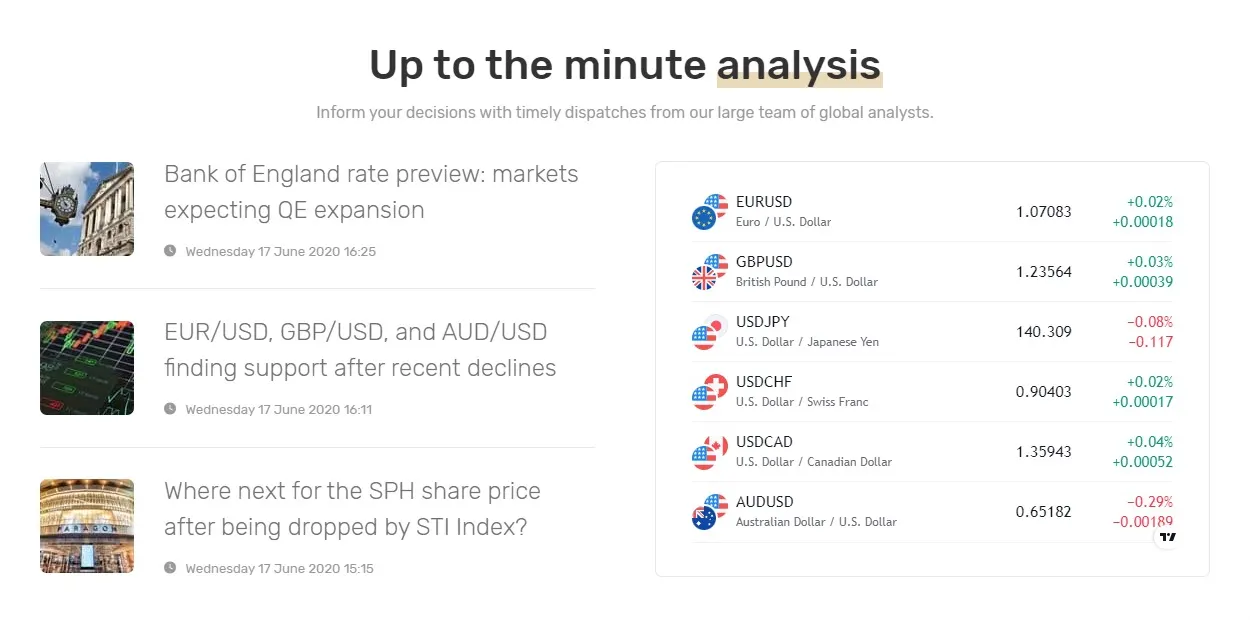 Up to the minute analysis
Inform your decisions with timely dispatches from our large team of global analysts.
Bank of England rate preview: markets
expecting QE expansion
Wednesday 17 June 2020 16:25
EUR/USD, GBP/USD, and AUD/USD
finding support after recent declines
Wednesday 17 June 2020 16:11
PARAGON
Where next for the SPH share price
after being dropped by STI Index?
Wednesday 17 June 2020 15:15
EURUSD
Euro / U.S. Dollar
1.07083
+0.02%
+0.00018
GBPUSD
British Pound / U.S. Dollar
1.23564
+0.03%
+0.00039
USDJPY
U.S. Dollar / Japanese Yen
140.309
−0.08%
−0.117
USDCHF
U.S. Dollar / Swiss Franc
0.90403
+0.02%
+0.00017
USDCAD
U.S. Dollar / Canadian Dollar
1.35943
+0.04%
+0.00052
AUDUSD
Australian Dollar / U.S. Dollar
0.65182
−0.29%
−0.00189